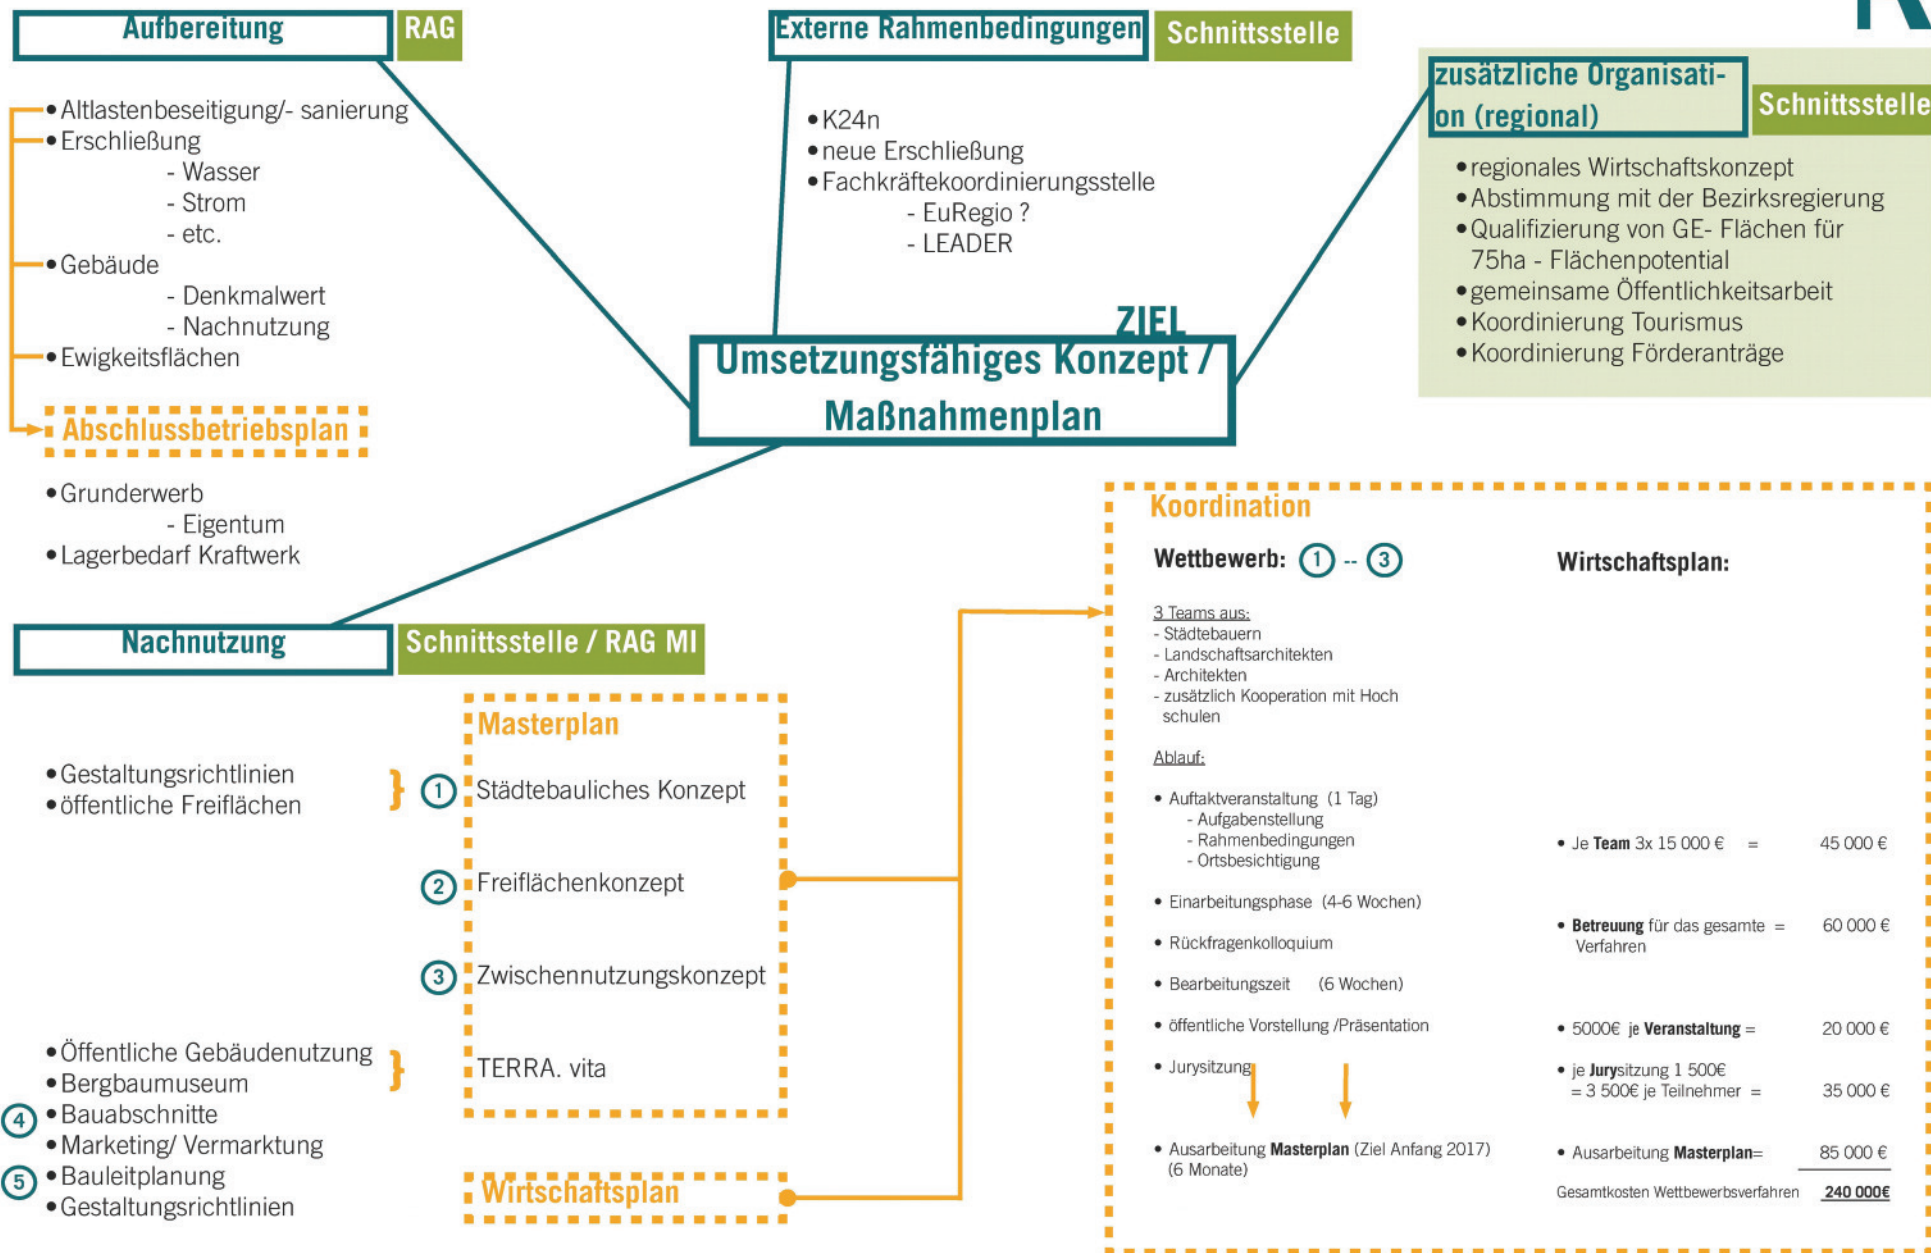 Aufbereitung
RAG
• Altlastenbeseitigung/- sanierung
• Erschließung
- Wasser
- Strom
- etc.
• Gebäude
- Denkmalwert
- Nachnutzung
• Ewigkeitsflächen
Abschlussbetriebsplan
• Grunderwerb
- Eigentum
• Lagerbedarf Kraftwerk
Externe Rahmenbedingungen
Schnittsstelle
• K24n
• neue Erschließung
• Fachkräftekoordinierungsstelle
- EuRegio ?
- LEADER
zusätzliche Organisati-
on (regional)
Schnittsstelle
• regionales Wirtschaftskonzept
• Abstimmung mit der Bezirksregierung
• Qualifizierung von GE- Flächen für
75ha - Flächenpotential
• gemeinsame Öffentlichkeitsarbeit
• Koordinierung Tourismus
• Koordinierung Förderanträge
ZIEL
Umsetzungsfähiges Konzept /
Maßnahmenplan
Nachnutzung
Schnittsstelle / RAG MI
• Gestaltungsrichtlinien
• öffentliche Freiflächen
}
Masterplan
1 Städtebauliches Konzept
2 Freiflächenkonzept
3 Zwischennutzungskonzept
TERRA. vita
• Öffentliche Gebäudenutzung
• Bergbaumuseum
}
4 • Bauabschnitte
• Marketing/ Vermarktung
5 • Bauleitplanung
• Gestaltungsrichtlinien
Wirtschaftsplan
Koordination
Wettbewerb: 1 -- 3
3 Teams aus:
- Städtebauern
- Landschaftsarchitekten
- Architekten
- zusätzlich Kooperation mit Hoch
schulen
Ablauf:
• Auftaktveranstaltung (1 Tag)
- Aufgabenstellung
- Rahmenbedingungen
- Ortsbesichtigung
• Einarbeitungsphase (4-6 Wochen)
• Rückfragenkolloquium
• Bearbeitungszeit (6 Wochen)
• öffentliche Vorstellung /Präsentation
• Jurysitzung
• Ausarbeitung Masterplan (Ziel Anfang 2017)
(6 Monate)
Wirtschaftsplan:
• Je Team 3x 15 000 € = 45 000 €
• Betreuung für das gesamte = 60 000 €
Verfahren
• 5000€ je Veranstaltung = 20 000 €
• je Jurysitzung 1 500€
= 3 500€ je Teilnehmer = 35 000 €
• Ausarbeitung Masterplan= 85 000 €
Gesamtkosten Wettbewerbsverfahren 240 000€